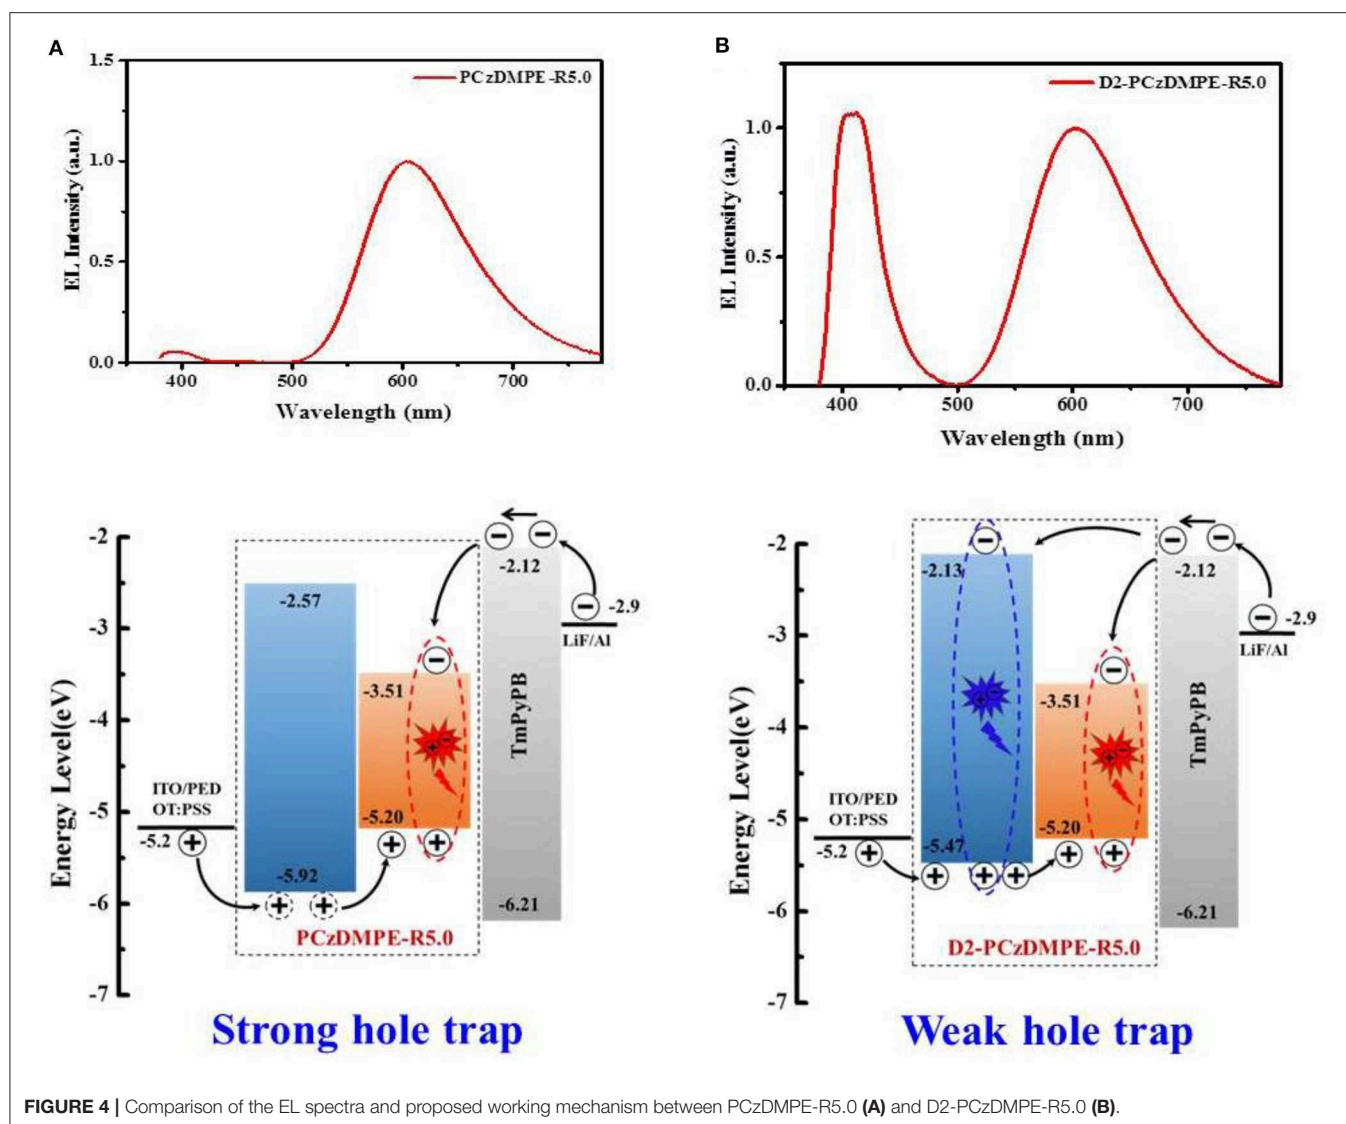 A
1.5
PCzDMPE-R5.0
1.0
0.5
0.0
EL Intensity (a.u.)
400
500
600
700
Wavelength (nm)
B
D2-PCzDMPE-R5.0
1.0
0.5
0.0
EL Intensity (a.u.)
400
500
600
700
Wavelength (nm)
-2
-3
-4
-5
-6
-7
Energy Level(eV)
-2.57
-2.12
-2.9
LiF/Al
-3.51
TmPyPB
ITO/PED
OT:PSS
-5.2
-5.20
-5.92
-6.21
PCzDMPE-R5.0
Strong hole trap
-2
-3
-4
-5
-6
-7
Energy Level(eV)
-2.13
-2.12
-2.9
LiF/Al
-3.51
TmPyPB
ITO/PED
OT:PSS
-5.2
-5.47
-5.20
-6.21
D2-PCzDMPE-R5.0
Weak hole trap
FIGURE 4 | Comparison of the EL spectra and proposed working mechanism between PCzDMPE-R5.0 (A) and D2-PCzDMPE-R5.0 (B).